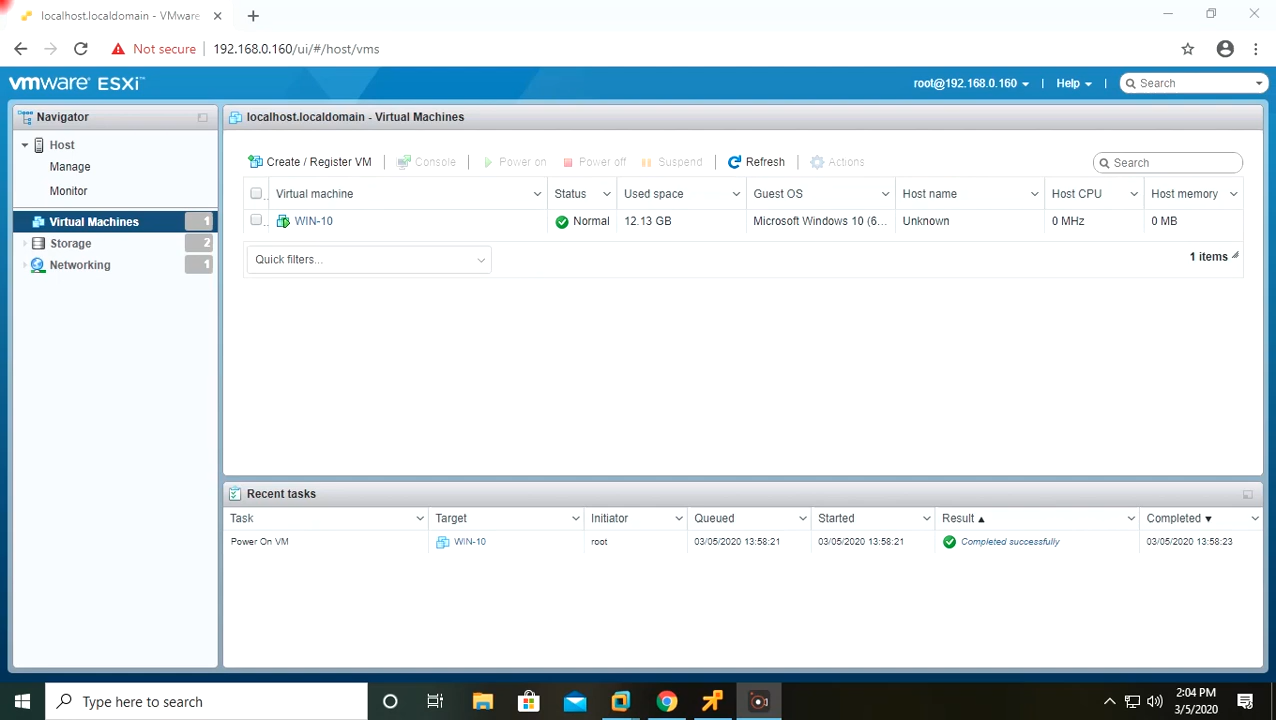 localhost.localdomain - VMware
Not secure 192.168.0.160/ui/#/host/vms
vmware ESXi™
root@192.168.0.160 | Help | Search
Navigator
Host
Manage
Monitor
Virtual Machines 1
Storage 2
Networking 1
localhost.localdomain - Virtual Machines
Create / Register VM | Console | Power on Power off Suspend | Refresh | Actions Search
Virtual machine Status Used space Guest OS Host name Host CPU Host memory
WIN-10 Normal 12.13 GB Microsoft Windows 10 (6... Unknown 0 MHz 0 MB
Quick filters... 1 items
Recent tasks
Task Target Initiator Queued Started Result ▲ Completed ▼
Power On VM WIN-10 root 03/05/2020 13:58:21 03/05/2020 13:58:21 Completed successfully 03/05/2020 13:58:23
Type here to search
2:04 PM
3/5/2020